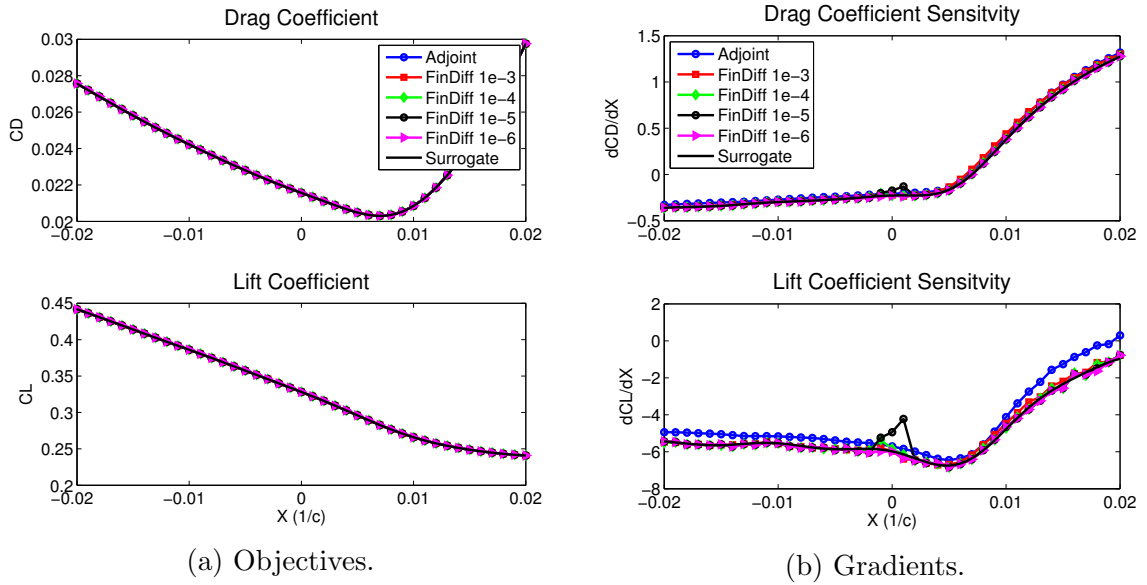 Drag Coefficient
0.03
0.028
0.026
0.024
0.022
0.02
CD
Adjoint
FinDiff 1e−3
FinDiff 1e−4
FinDiff 1e−5
FinDiff 1e−6
Surrogate
−0.02 −0.01 0 0.01 0.02
Lift Coefficient
0.45
0.4
0.35
0.3
0.25
0.2
CL
−0.02 −0.01 0 0.01 0.02
X (1/c)
(a) Objectives.
Drag Coefficient Sensitvity
1.5
1
0.5
0
−0.5
dCD/dX
Adjoint
FinDiff 1e−3
FinDiff 1e−4
FinDiff 1e−5
FinDiff 1e−6
Surrogate
−0.02 −0.01 0 0.01 0.02
Lift Coefficient Sensitvity
2
0
−2
−4
−6
−8
dCL/dX
−0.02 −0.01 0 0.01 0.02
X (1/c)
(b) Gradients.